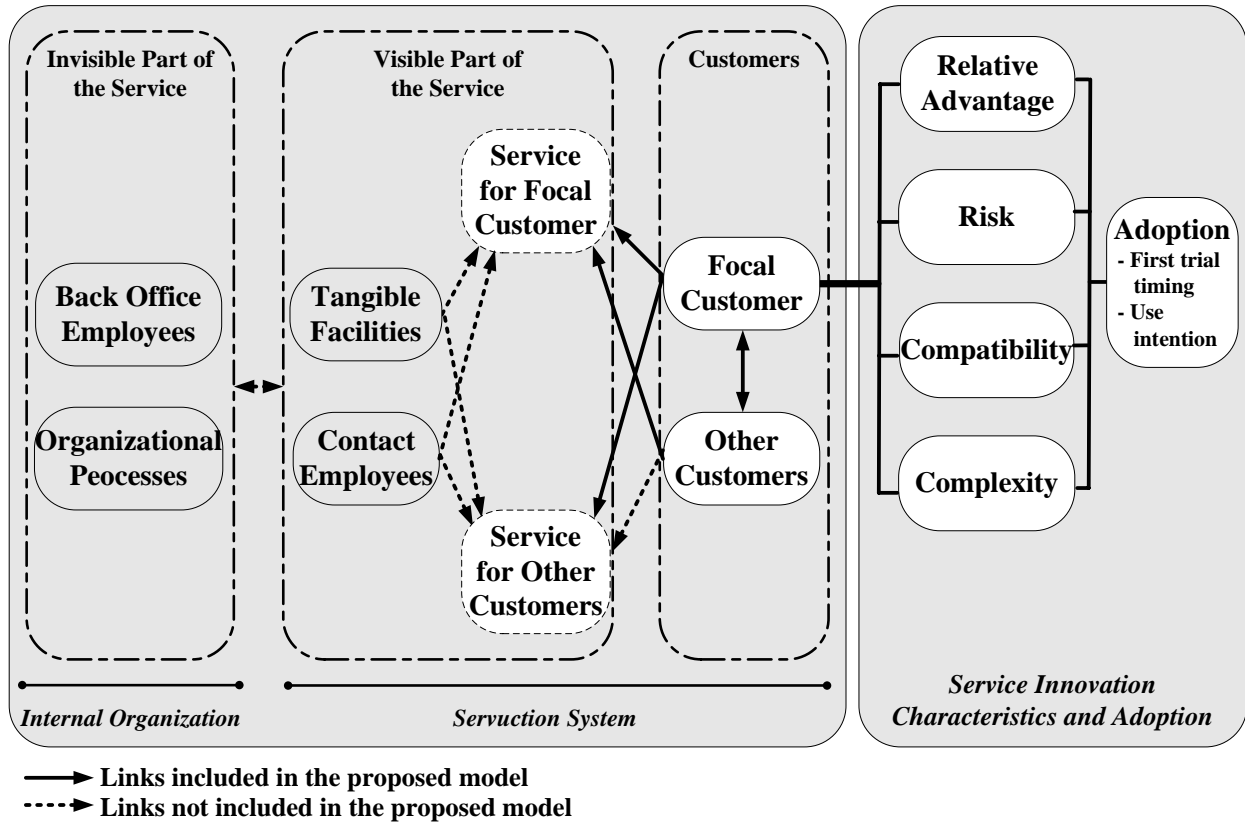 Invisible Part of
the Service
Back Office
Employees
Organizational
Peocesses
Visible Part of
the Service
Service
for Focal
Customer
Tangible
Facilities
Contact
Employees
Service
for Other
Customers
Customers
Focal
Customer
Other
Customers
Internal Organization
Servuction System
Relative
Advantage
Risk
Compatibility
Complexity
Adoption
- First trial
timing
- Use
intention
Service Innovation
Characteristics and Adoption
Links included in the proposed model
Links not included in the proposed model